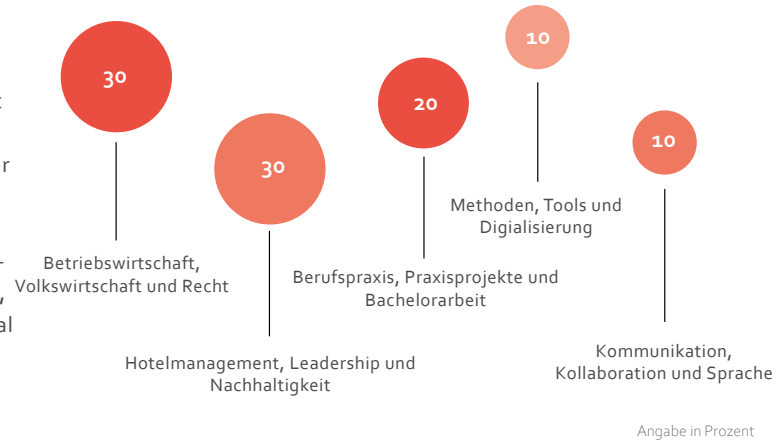 30
Betriebswirtschaft,
Volkswirtschaft und Recht
30
Hotelmanagement, Leadership und
Nachhaltigkeit
20
Berufspraxis, Praxisprojekte und
Bachelorarbeit
10
Methoden, Tools und
Digialisierung
10
Kommunikation,
Kollaboration und Sprache
Angabe in Prozent